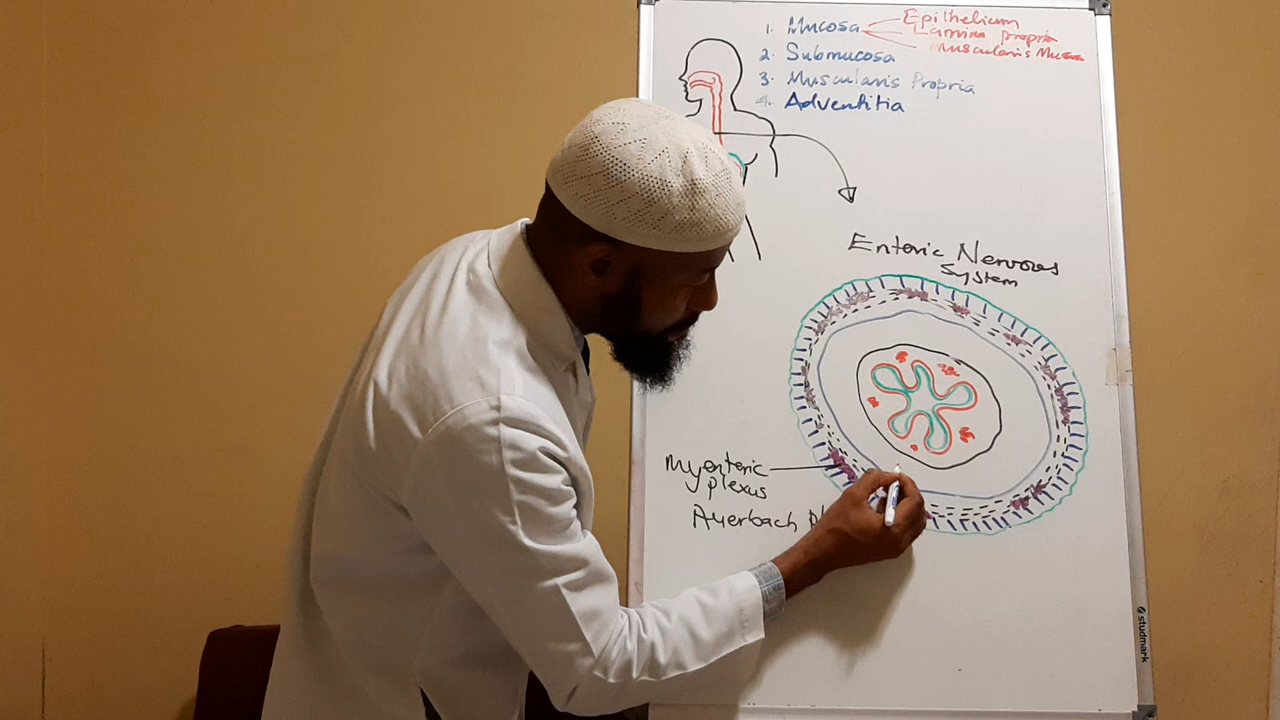 1. Mucosa Epithelium
Lamina propria
Muscularis Mucosa
2. Submucosa
3. Muscularis Propria
4. Adventitia
Enteric Nervous
System
Myenteric
plexus
Auerbach
studmark